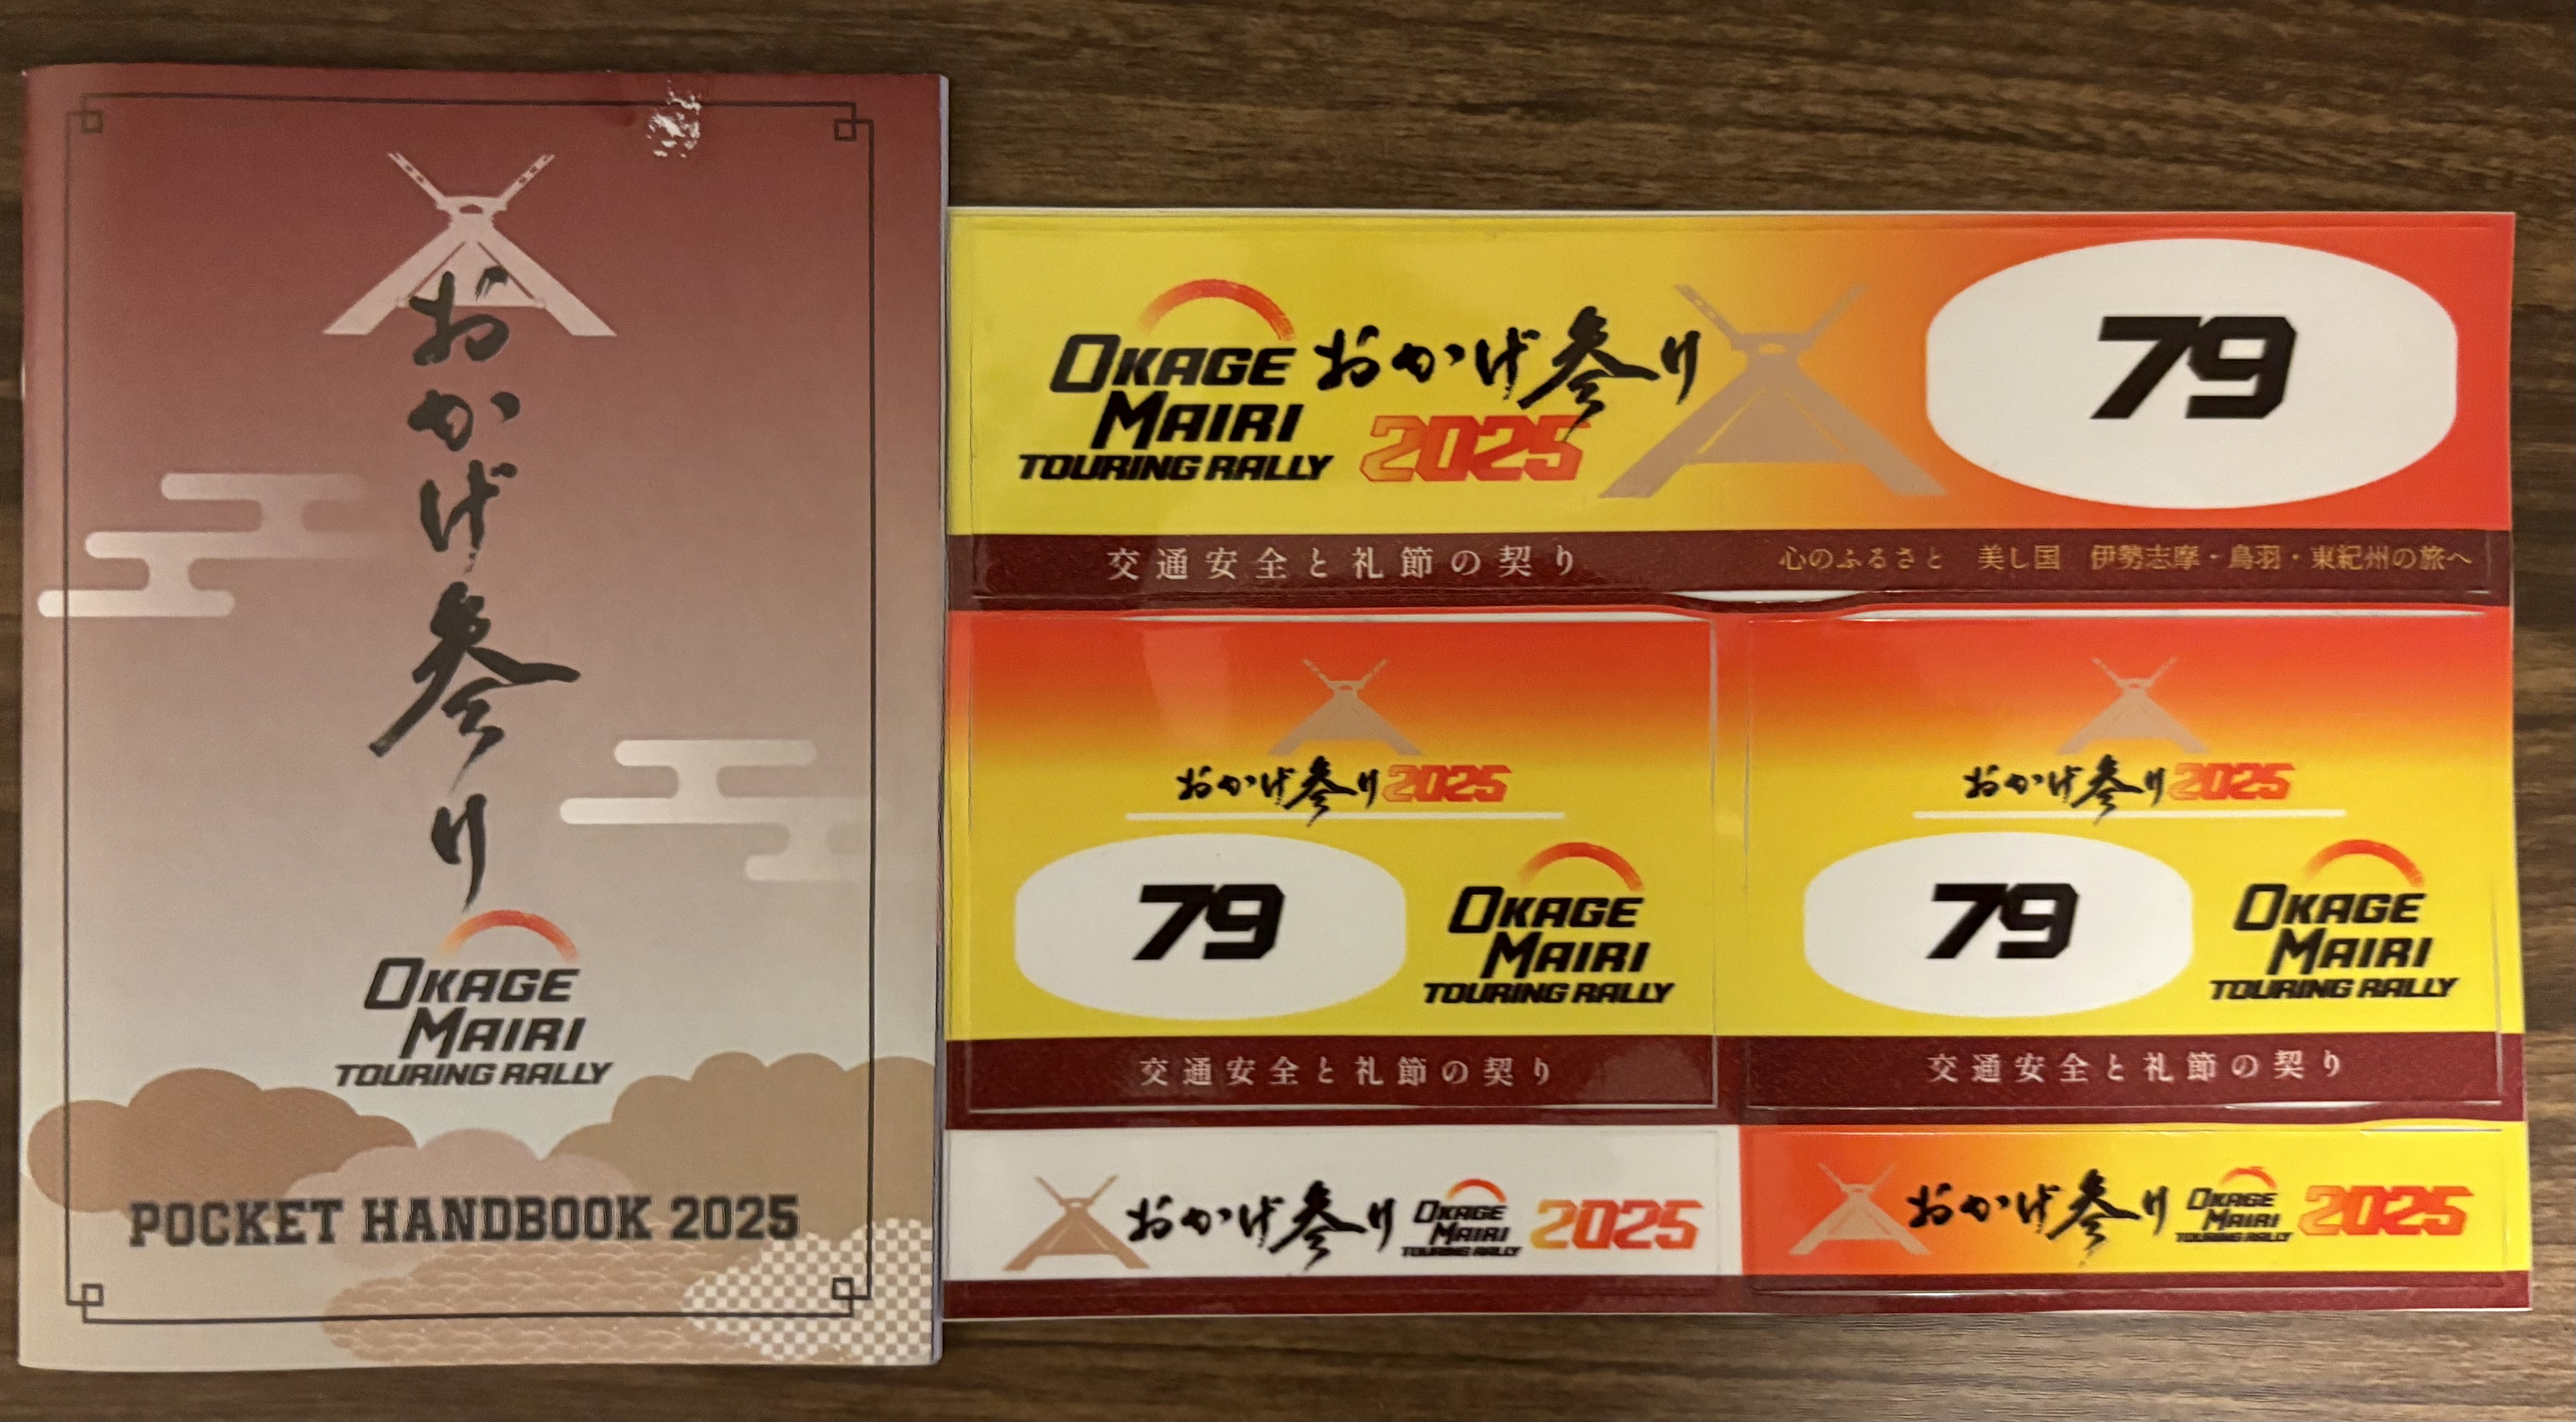 おかげ参り
OKAGE
MAIRI
TOURING RALLY
POCKET HANDBOOK 2025
OKAGE
MAIRI
TOURING RALLY
おかげ参り
2025
79
交通安全と礼節の契り
心のふるさと 美し国 伊勢志摩・鳥羽・東紀州の旅へ
おかげ参り2025
79
OKAGE
MAIRI
TOURING RALLY
交通安全と礼節の契り
おかげ参り2025
79
OKAGE
MAIRI
TOURING RALLY
交通安全と礼節の契り
おかげ参り
OKAGE
MAIRI
TOURING RALLY
2025
おかげ参り
OKAGE
MAIRI
TOURING RALLY
2025